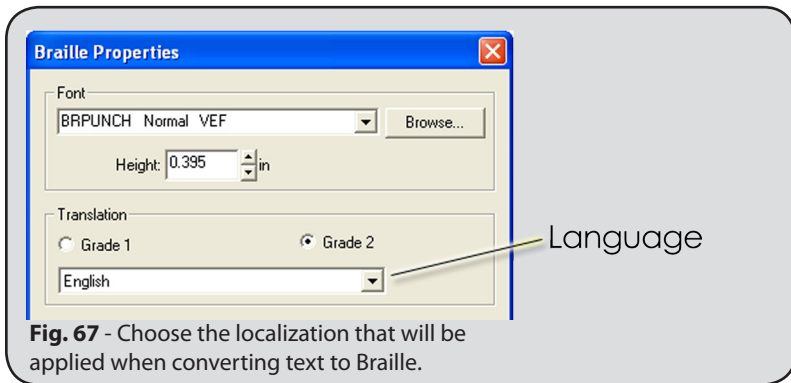 Braille Properties
Font
BRPUNCH Normal VEF
Browse...
Height: 0.395 in
Translation
Grade 1 Grade 2
Language
English
Fig. 67 - Choose the localization that will be
applied when converting text to Braille.